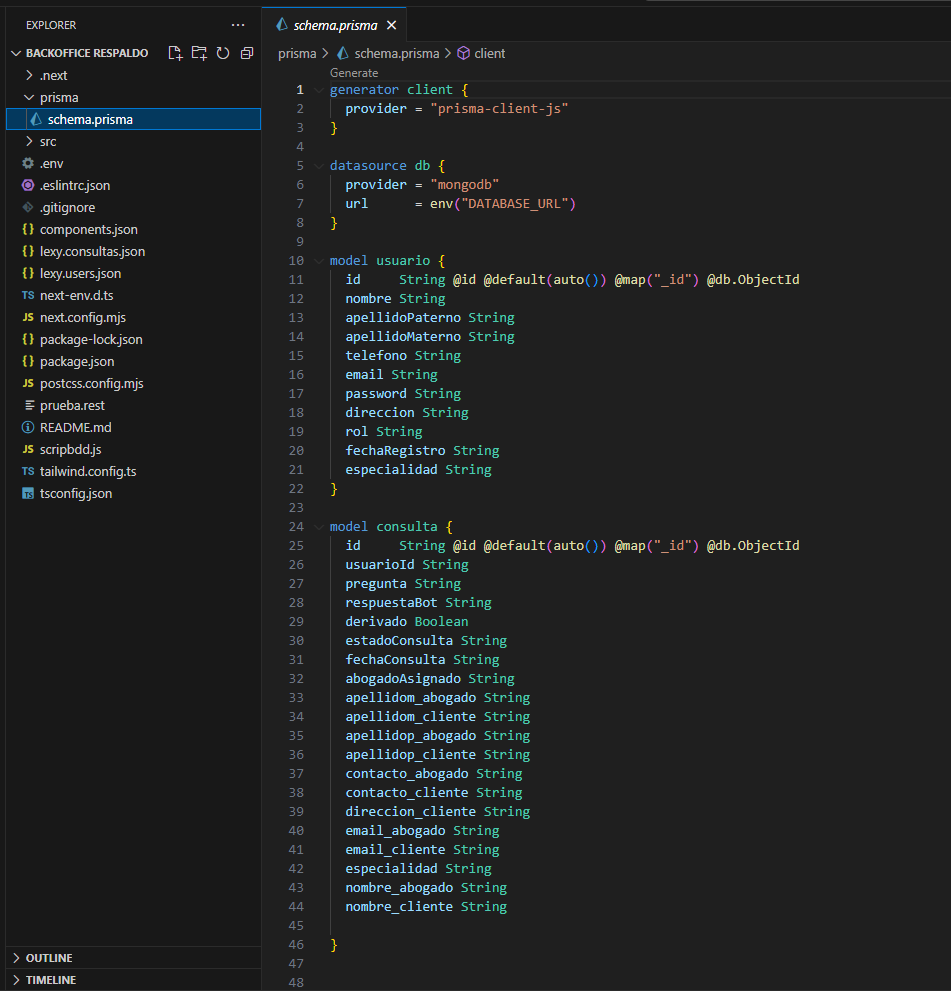 EXPLORER
···
BACKOFFICE RESPALDO
.next
prisma
schema.prisma
src
.env
.eslintrc.json
.gitignore
components.json
lexy.consultas.json
lexy.users.json
TS next-env.d.ts
JS next.config.mjs
package-lock.json
package.json
JS postcss.config.mjs
prueba.rest
README.md
JS scripbdd.js
TS tailwind.config.ts
TS tsconfig.json
OUTLINE
TIMELINE
schema.prisma
prisma > schema.prisma > client
Generate
1 generator client {
2   provider = "prisma-client-js"
3 }
4
5 datasource db {
6   provider = "mongodb"
7   url      = env("DATABASE_URL")
8 }
9
10 model usuario {
11   id     String @id @default(auto()) @map("_id") @db.ObjectId
12   nombre String
13   apellidoPaterno String
14   apellidoMaterno String
15   telefono String
16   email String
17   password String
18   direccion String
19   rol String
20   fechaRegistro String
21   especialidad String
22 }
23
24 model consulta {
25   id     String @id @default(auto()) @map("_id") @db.ObjectId
26   usuarioId String
27   pregunta String
28   respuestaBot String
29   derivado Boolean
30   estadoConsulta String
31   fechaConsulta String
32   abogadoAsignado String
33   apellidom_abogado String
34   apellidom_cliente String
35   apellidop_abogado String
36   apellidop_cliente String
37   contacto_abogado String
38   contacto_cliente String
39   direccion_cliente String
40   email_abogado String
41   email_cliente String
42   especialidad String
43   nombre_abogado String
44   nombre_cliente String
45
46 }
47
48